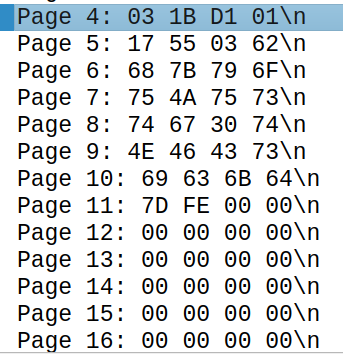 Page 4: 03 1B D1 01\n
Page 5: 17 55 03 62\n
Page 6: 68 7B 79 6F\n
Page 7: 75 4A 75 73\n
Page 8: 74 67 30 74\n
Page 9: 4E 46 43 73\n
Page 10: 69 63 6B 64\n
Page 11: 7D FE 00 00\n
Page 12: 00 00 00 00\n
Page 13: 00 00 00 00\n
Page 14: 00 00 00 00\n
Page 15: 00 00 00 00\n
Page 16: 00 00 00 00\n